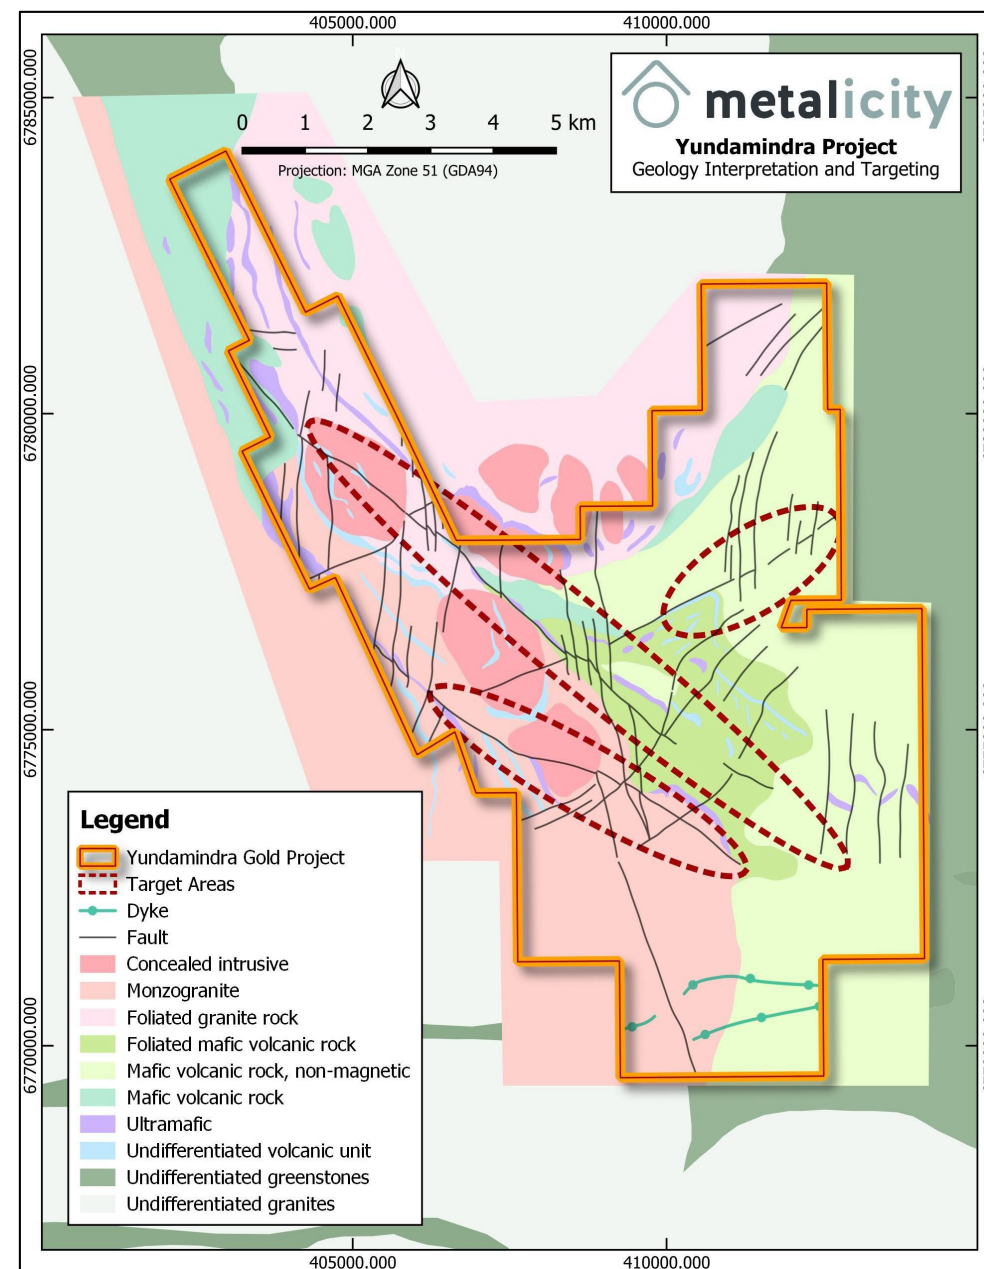 405000.000
410000.000
metalicity
Yundamindra Project
Geology Interpretation and Targeting
N
0 1 2 3 4 5 km
Projection: MGA Zone 51 (GDA94)
6785000.000
6780000.000
6775000.000
6770000.000
Legend
Yundamindra Gold Project
Target Areas
Dyke
Fault
Concealed intrusive
Monzogranite
Foliated granite rock
Foliated mafic volcanic rock
Mafic volcanic rock, non-magnetic
Mafic volcanic rock
Ultramafic
Undifferentiated volcanic unit
Undifferentiated greenstones
Undifferentiated granites
405000.000
410000.000